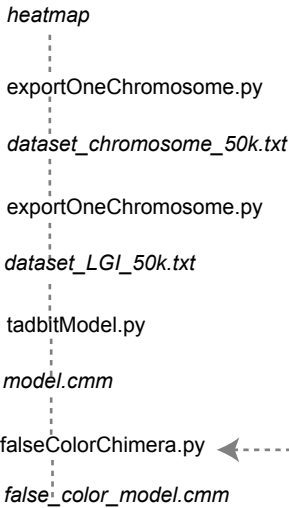 heatmap
exportOneChromosome.py
dataset_chromosome_50k.txt
exportOneChromosome.py
dataset_LGI_50k.txt
tadbitModel.py
model.cmm
falseColorChimera.py
false_color_model.cmm